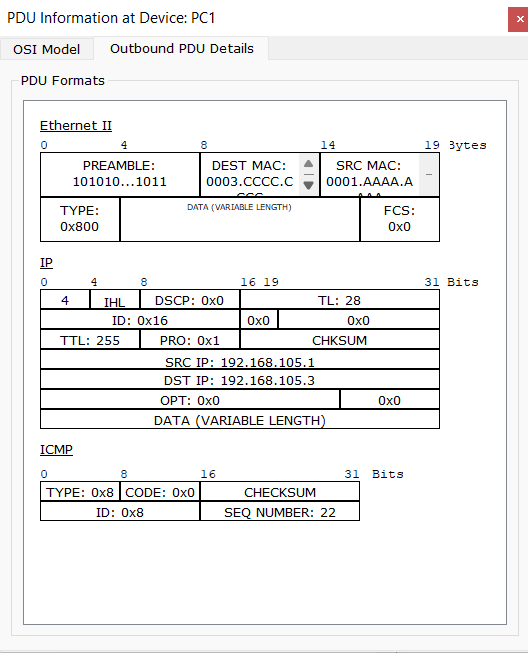 PDU Information at Device: PC1
OSI Model Outbound PDU Details
PDU Formats
Ethernet II
0 4 8 14 19 Bytes
PREAMBLE: DEST MAC: SRC MAC:
101010...1011 0003.CCCC.C 0001.AAAA.A
TYPE: DATA (VARIABLE LENGTH) FCS:
0x800 0x0
IP
0 4 8 16 19 31 Bits
4 IHL DSCP: 0x0 TL: 28
ID: 0x16 0x0 0x0
TTL: 255 PRO: 0x1 CHKSUM
SRC IP: 192.168.105.1
DST IP: 192.168.105.3
OPT: 0x0 0x0
DATA (VARIABLE LENGTH)
ICMP
0 8 16 31 Bits
TYPE: 0x8 CODE: 0x0 CHECKSUM
ID: 0x8 SEQ NUMBER: 22